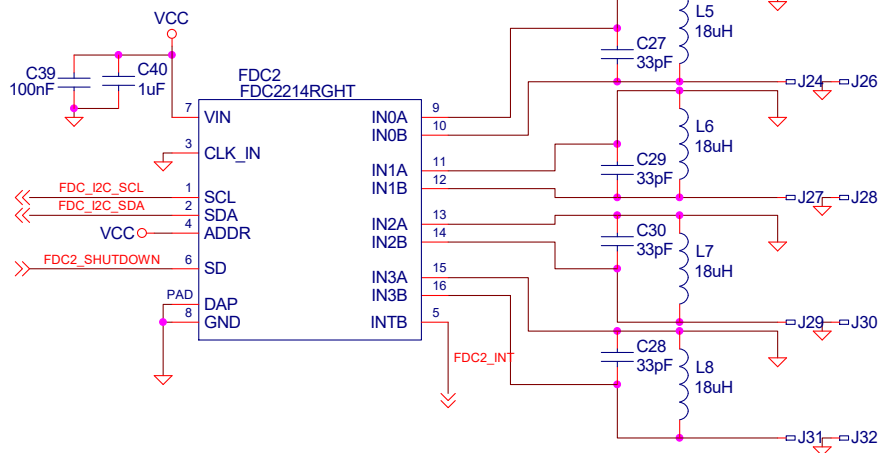 VCC
C39
100nF
C40
1uF
FDC2
FDC2214RGHT
7
VIN
3
CLK_IN
FDC_I2C_SCL
1
SCL
FDC_I2C_SDA
2
SDA
VCC
4
ADDR
FDC2_SHUTDOWN
6
SD
PAD
DAP
8
GND
IN0A
9
IN0B
10
IN1A
11
IN1B
12
IN2A
13
IN2B
14
IN3A
15
IN3B
16
INTB
5
FDC2_INT
L5
18uH
C27
33pF
J24
J26
L6
18uH
C29
33pF
J27
J28
C30
33pF
L7
18uH
J29
J30
C28
33pF
L8
18uH
J31
J32